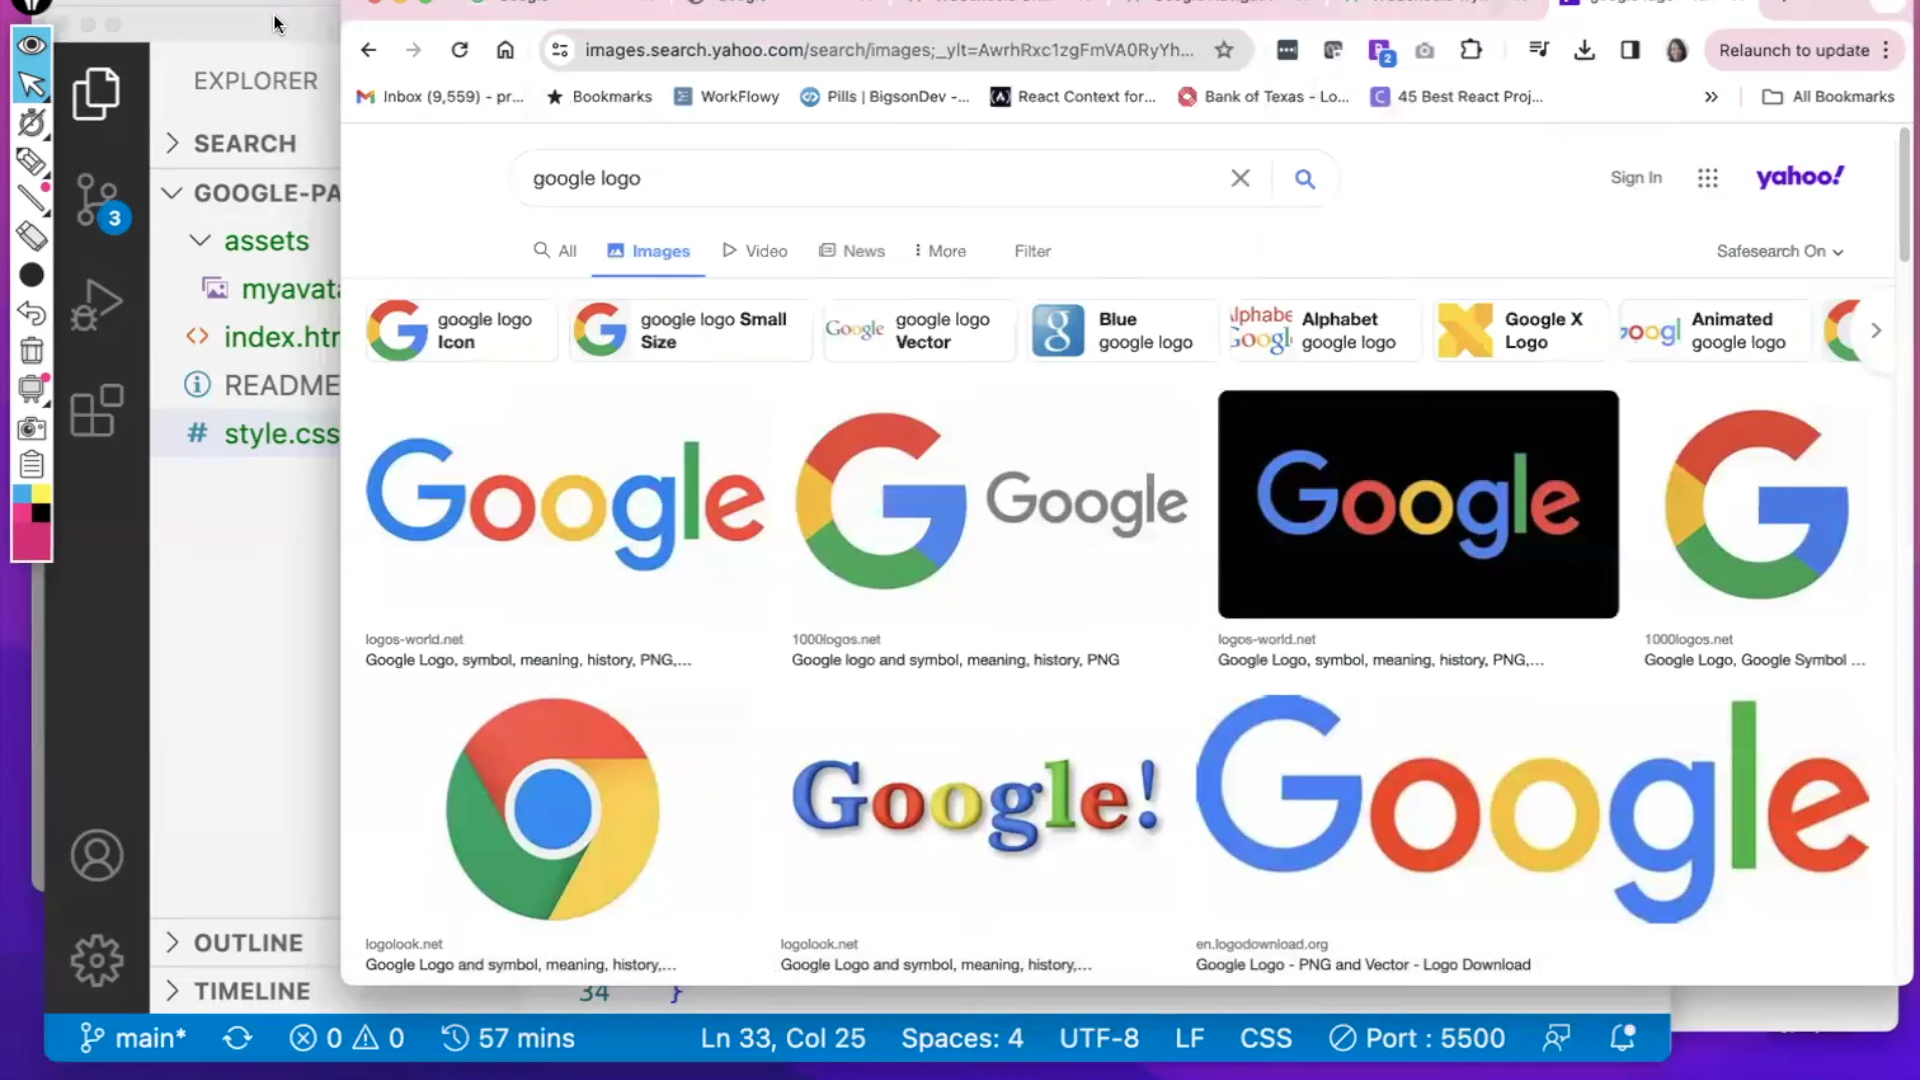 images.search.yahoo.com/search/images;_ylt=AwrhRxc1zgFmVA0RyYh...
2
Relaunch to update
Inbox (9,559) - pr...
Bookmarks
WorkFlowy
Pills | BigsonDev -...
React Context for...
Bank of Texas - Lo...
45 Best React Proj...
All Bookmarks
EXPLORER
SEARCH
GOOGLE-PA
assets
myavat
index.htm
README
style.css
3
google logo
Sign In
yahoo!
All
Images
Video
News
More
Filter
Safesearch On
google logo Icon
google logo Small Size
Google
google logo Vector
Blue google logo
Alphabet google logo
Google X Logo
Animated google logo
Google
Google
Google
logos-world.net
Google Logo, symbol, meaning, history, PNG,...
1000logos.net
Google logo and symbol, meaning, history, PNG
logos-world.net
Google Logo, symbol, meaning, history, PNG,...
1000logos.net
Google Logo, Google Symbol ...
Google!
Google
logolook.net
Google Logo and symbol, meaning, history,...
logolook.net
Google Logo and symbol, meaning, history,...
en.logodownload.org
Google Logo - PNG and Vector - Logo Download
OUTLINE
TIMELINE
34 }
main*
0
0
57 mins
Ln 33, Col 25
Spaces: 4
UTF-8
LF
CSS
Port : 5500